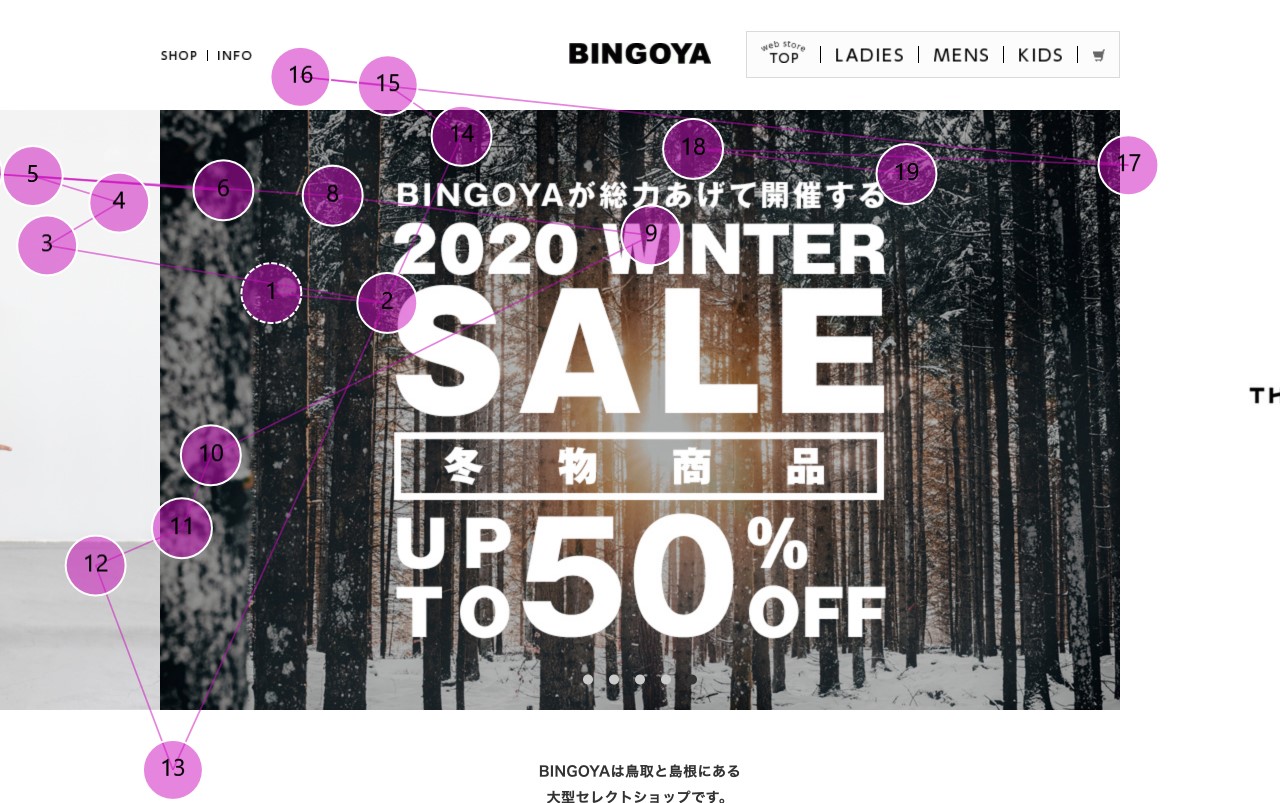 SHOP | INFO
BINGOYA
web store
TOP | LADIES | MENS | KIDS |
16
15
14
5
4
3
6
8
18
19
17
BINGOYAが総力あげて開催する
9
2020 WINTER
1
2
SALE
10
冬物商品
11
12
UP TO 50% OFF
13
BINGOYAは鳥取と島根にある
大型セレクトショップです。